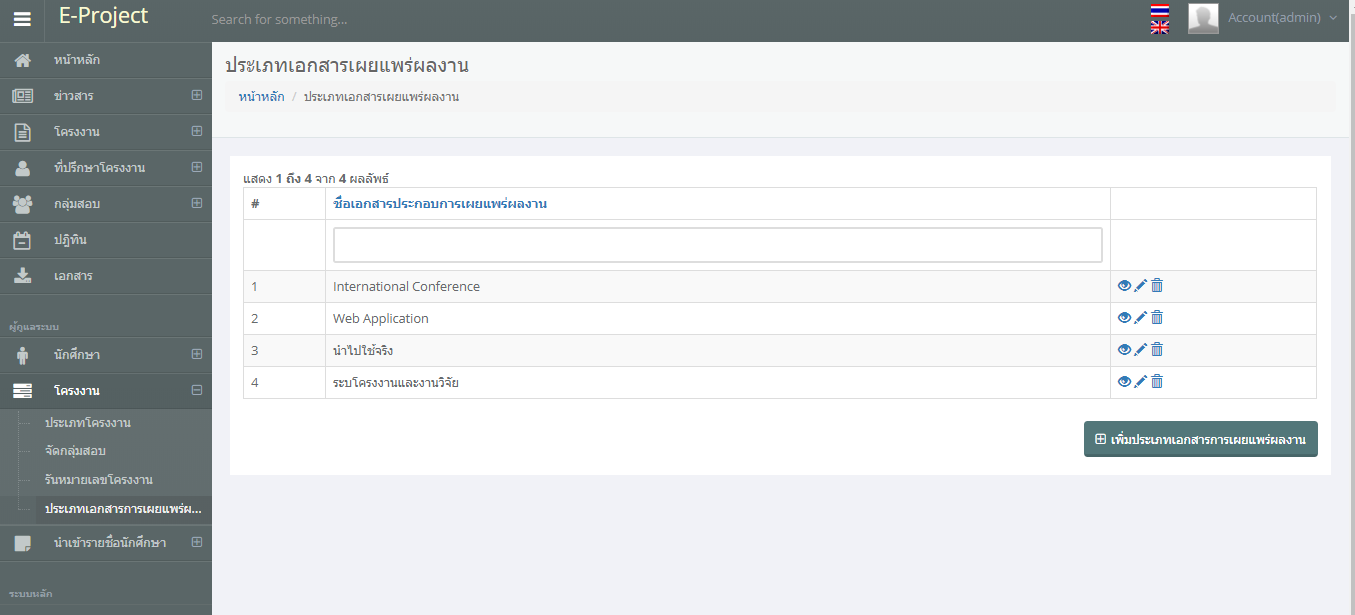 E-Project
Search for something...
Account(admin)
หน้าหลัก
ข่าวสาร
โครงงาน
ที่ปรึกษาโครงงาน
กลุ่มสอบ
ปฏิทิน
เอกสาร
ผู้ดูแลระบบ
นักศึกษา
โครงงาน
ประเภทโครงงาน
จัดกลุ่มสอบ
รันหมายเลขโครงงาน
ประเภทเอกสารการเผยแพร่ผ...
นำเข้ารายชื่อนักศึกษา
ระบบหลัก
ประเภทเอกสารเผยแพร่ผลงาน
หน้าหลัก / ประเภทเอกสารเผยแพร่ผลงาน
แสดง 1 ถึง 4 จาก 4 ผลลัพธ์
# ชื่อเอกสารประกอบการเผยแพร่ผลงาน
1 International Conference
2 Web Application
3 นำไปใช้จริง
4 ระบโครงงานและงานวิจัย
เพิ่มประเภทเอกสารการเผยแพร่ผลงาน